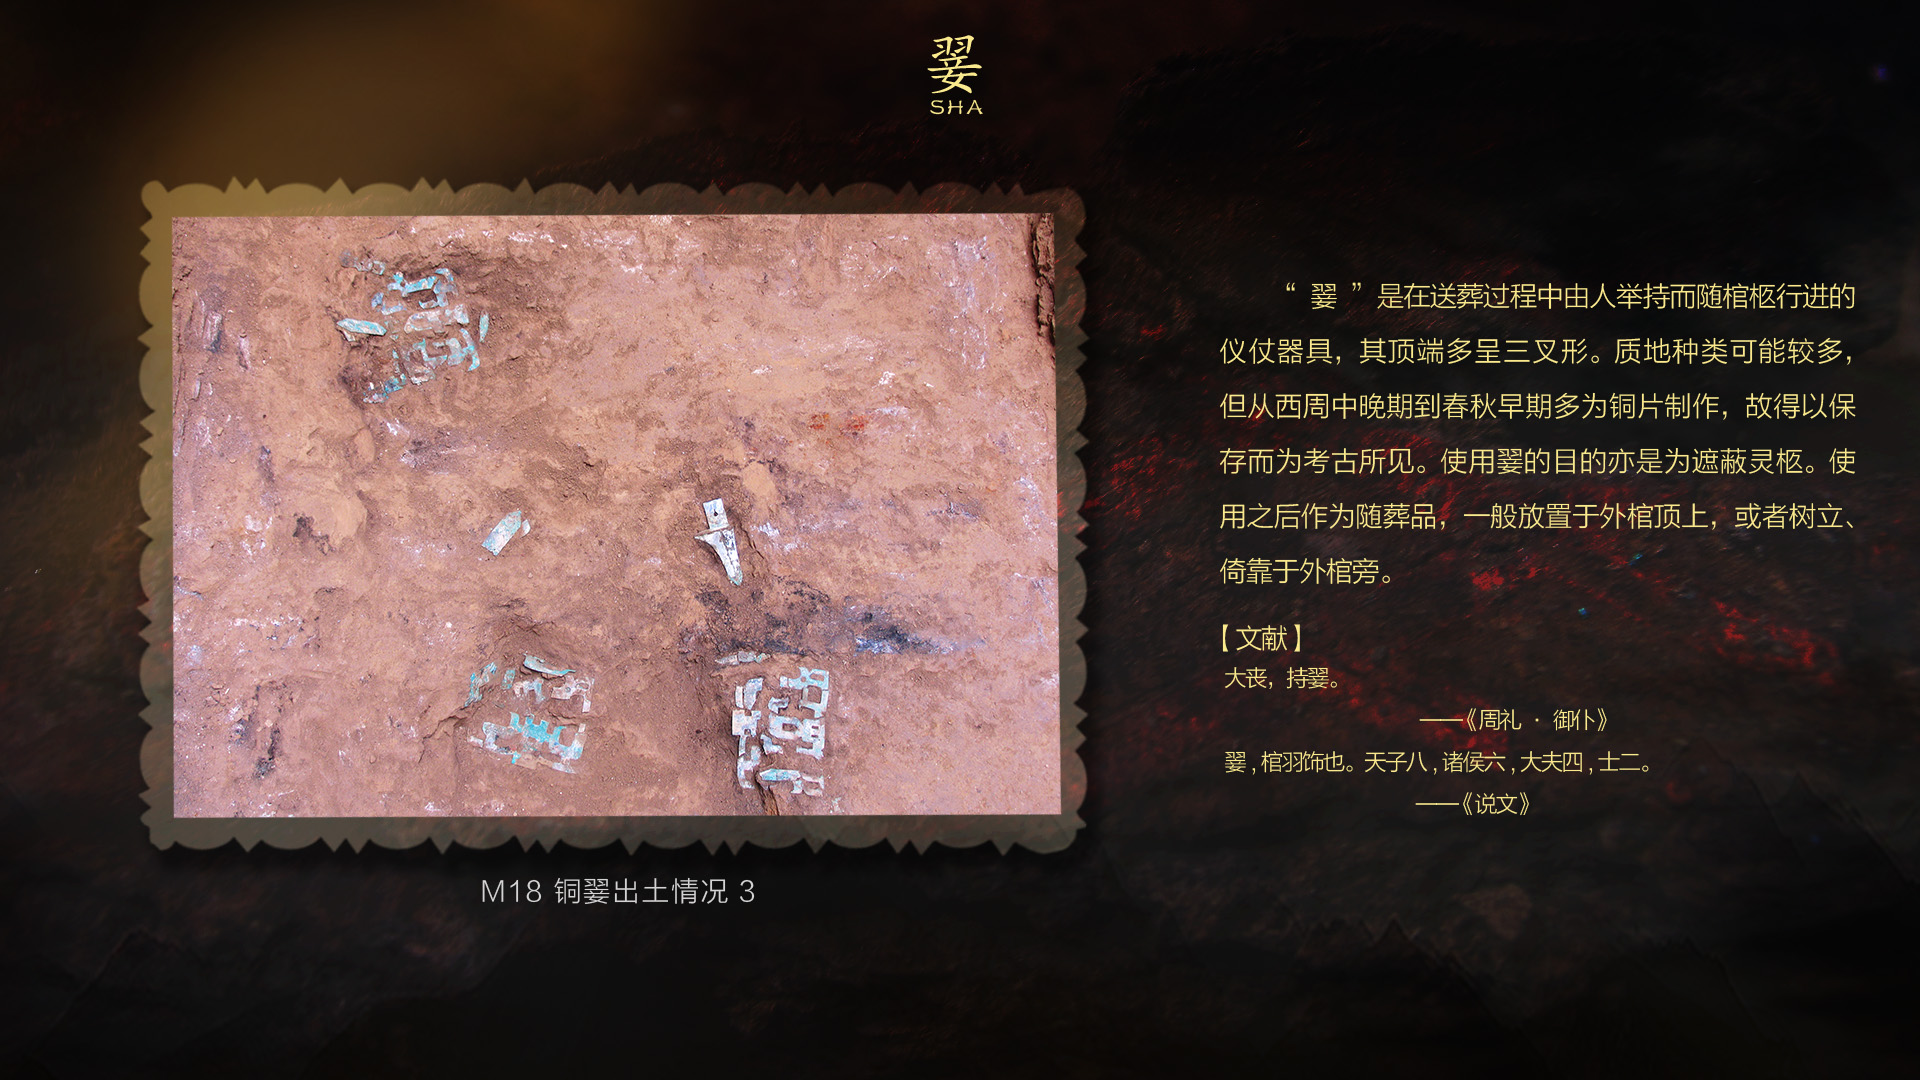 翣
SHA
“翣”是在送葬过程中由人举持而随棺柩行进的
仪仗器具，其顶端多呈三叉形。质地种类可能较多，
但从西周中晚期到春秋早期多为铜片制作，故得以保
存而为考古所见。使用翣的目的亦是为遮蔽灵柩。使
用之后作为随葬品，一般放置于外棺顶上，或者树立、
倚靠于外棺旁。
【文献】
大丧，持翣。
——《周礼 · 御仆》
翣,棺羽饰也。天子八,诸侯六,大夫四,士二。
——《说文》
M18 铜翣出土情况 3